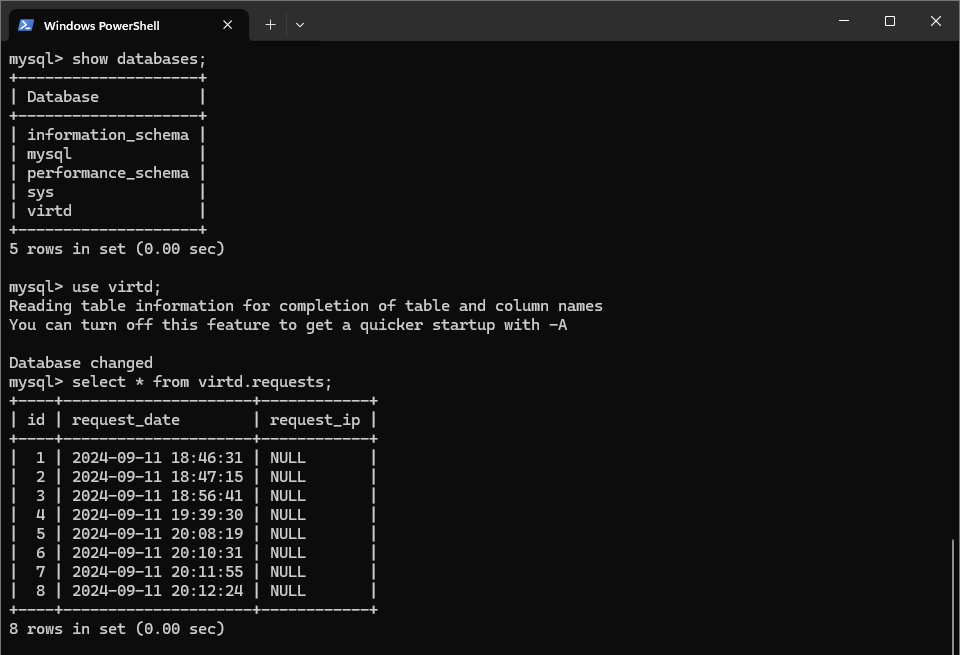 Windows PowerShell
mysql> show databases;
+--------------------+
| Database           |
+--------------------+
| information_schema |
| mysql              |
| performance_schema |
| sys                |
| virtd              |
+--------------------+
5 rows in set (0.00 sec)
mysql> use virtd;
Reading table information for completion of table and column names
You can turn off this feature to get a quicker startup with -A
Database changed
mysql> select * from virtd.requests;
+----+---------------------+------------+
| id | request_date        | request_ip |
+----+---------------------+------------+
|  1 | 2024-09-11 18:46:31 | NULL       |
|  2 | 2024-09-11 18:47:15 | NULL       |
|  3 | 2024-09-11 18:56:41 | NULL       |
|  4 | 2024-09-11 19:39:30 | NULL       |
|  5 | 2024-09-11 20:08:19 | NULL       |
|  6 | 2024-09-11 20:10:31 | NULL       |
|  7 | 2024-09-11 20:11:55 | NULL       |
|  8 | 2024-09-11 20:12:24 | NULL       |
+----+---------------------+------------+
8 rows in set (0.00 sec)